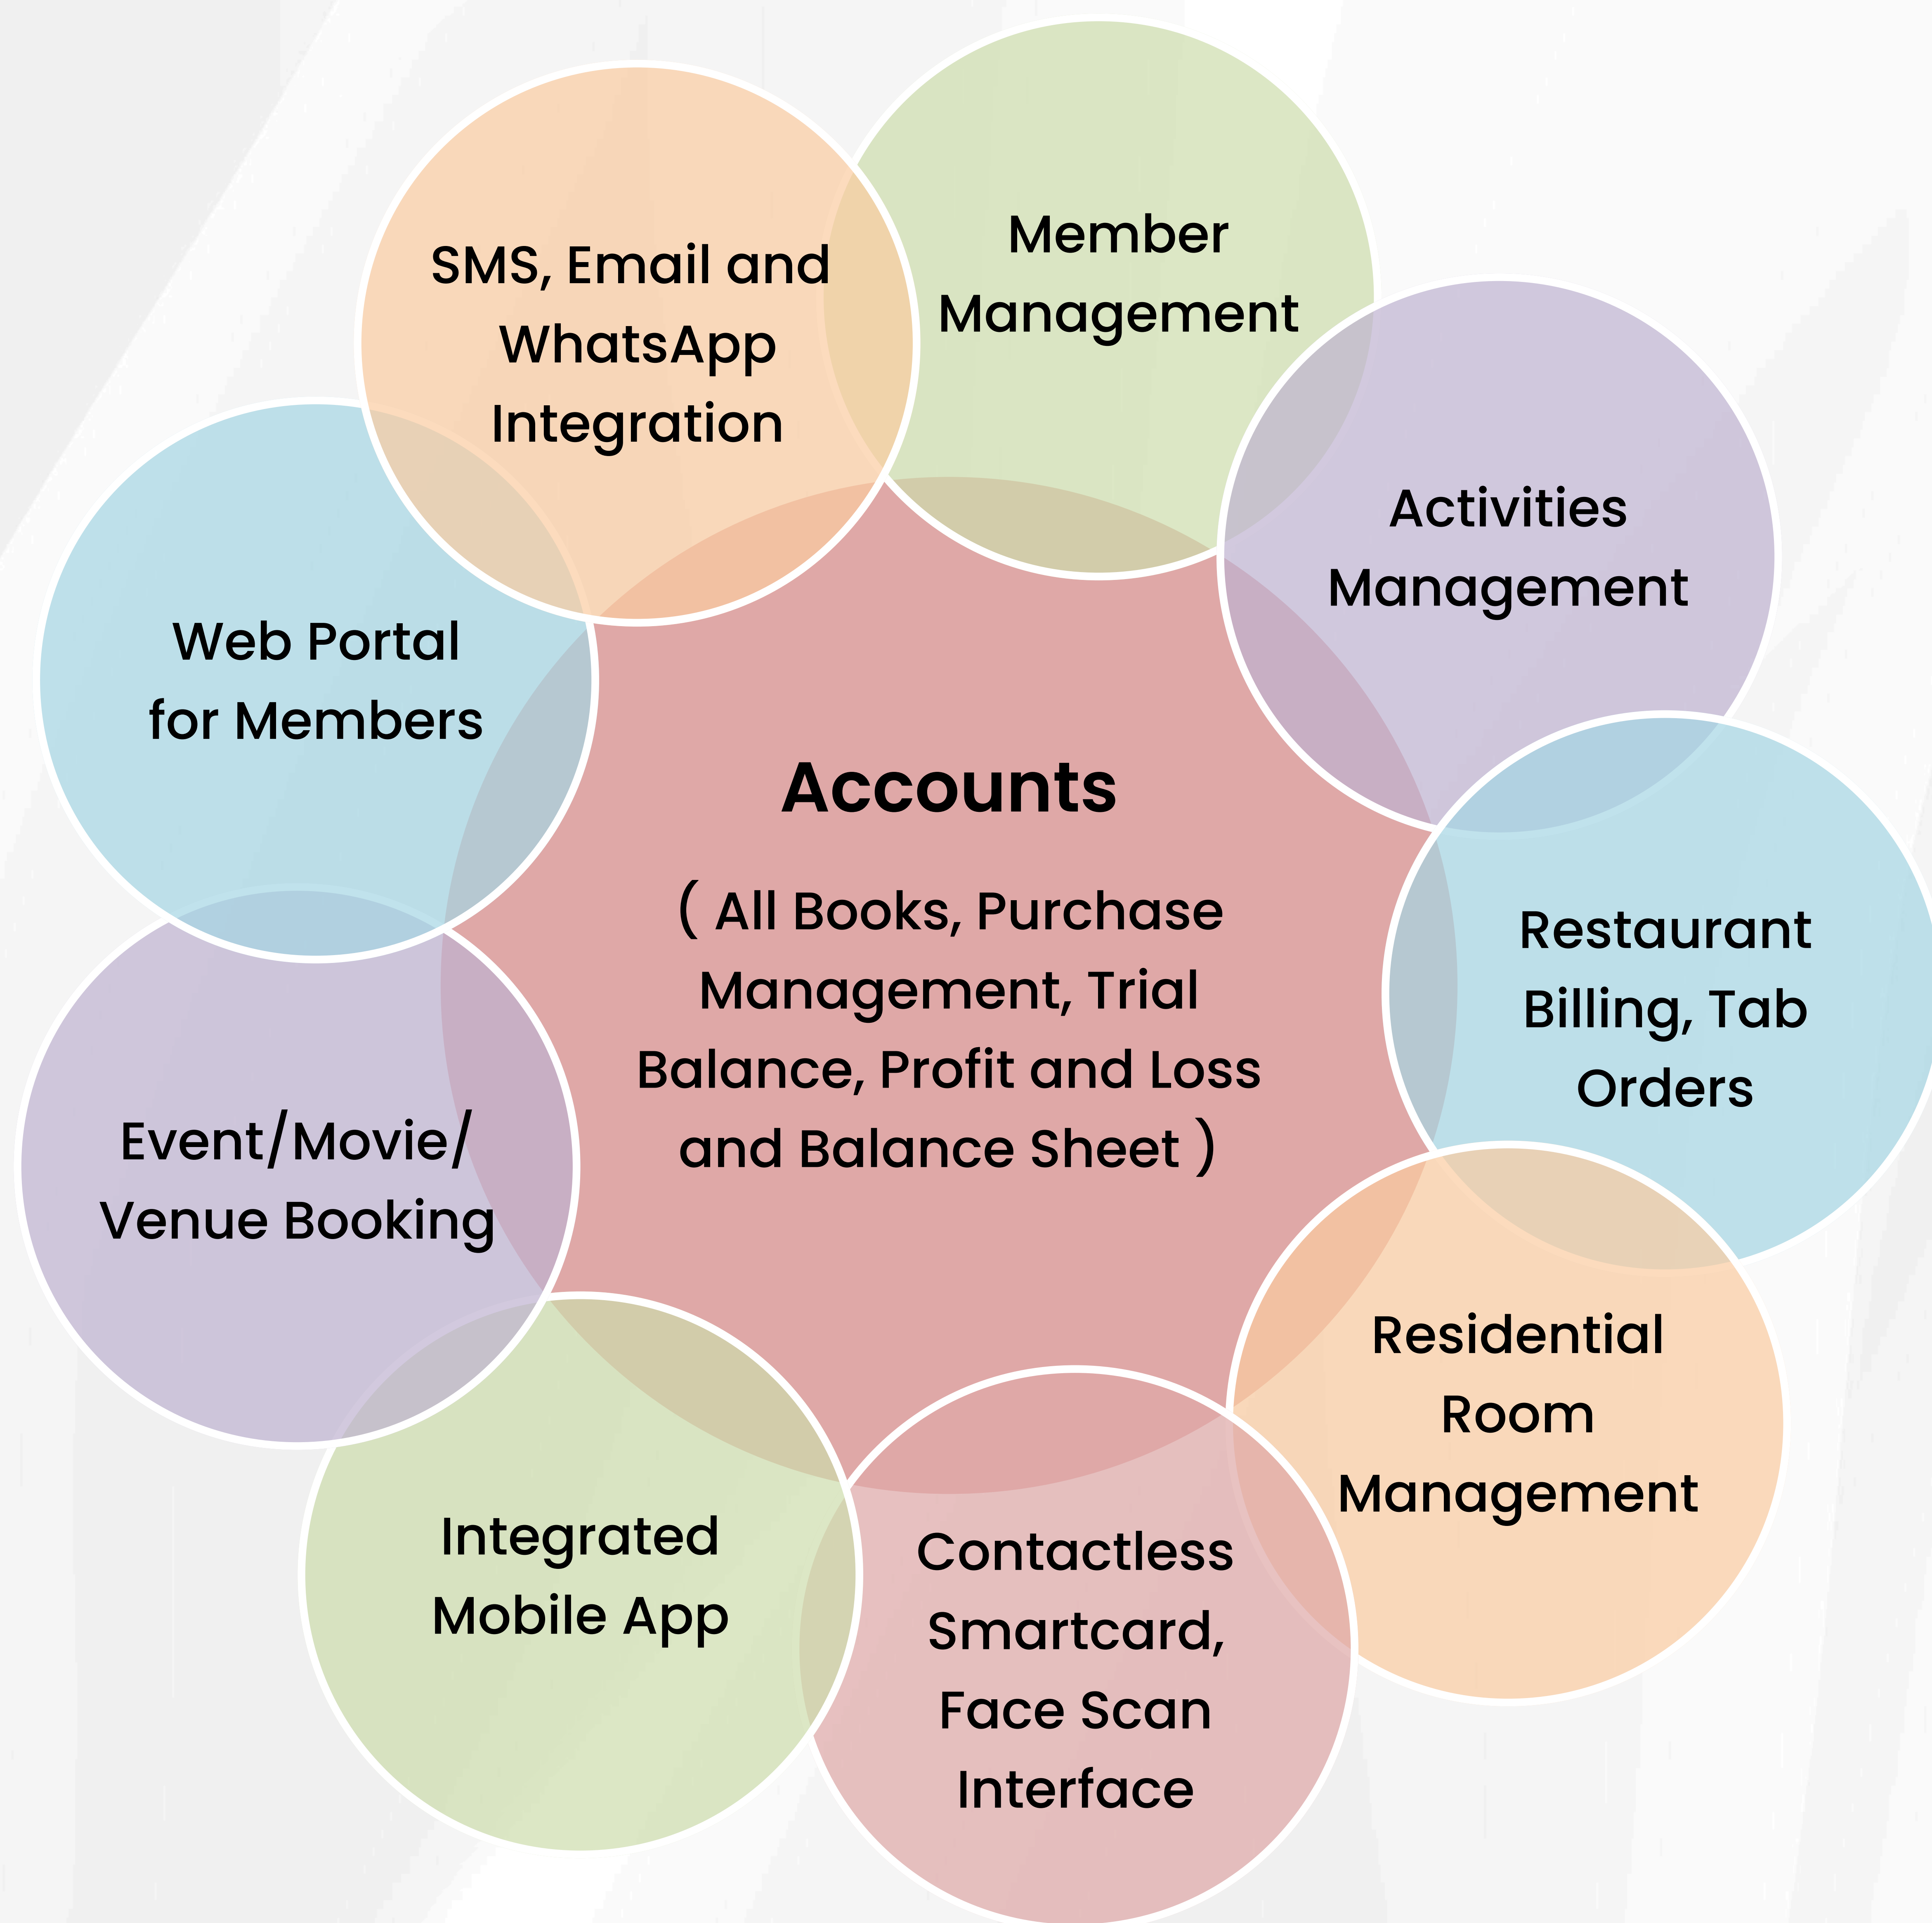 SMS, Email and
WhatsApp
Integration
Member
Management
Activities
Management
Web Portal
for Members
Accounts
( All Books, Purchase
Management, Trial
Balance, Profit and Loss
and Balance Sheet )
Restaurant
Billing, Tab
Orders
Event/Movie/
Venue Booking
Residential
Room
Management
Integrated
Mobile App
Contactless
Smartcard,
Face Scan
Interface